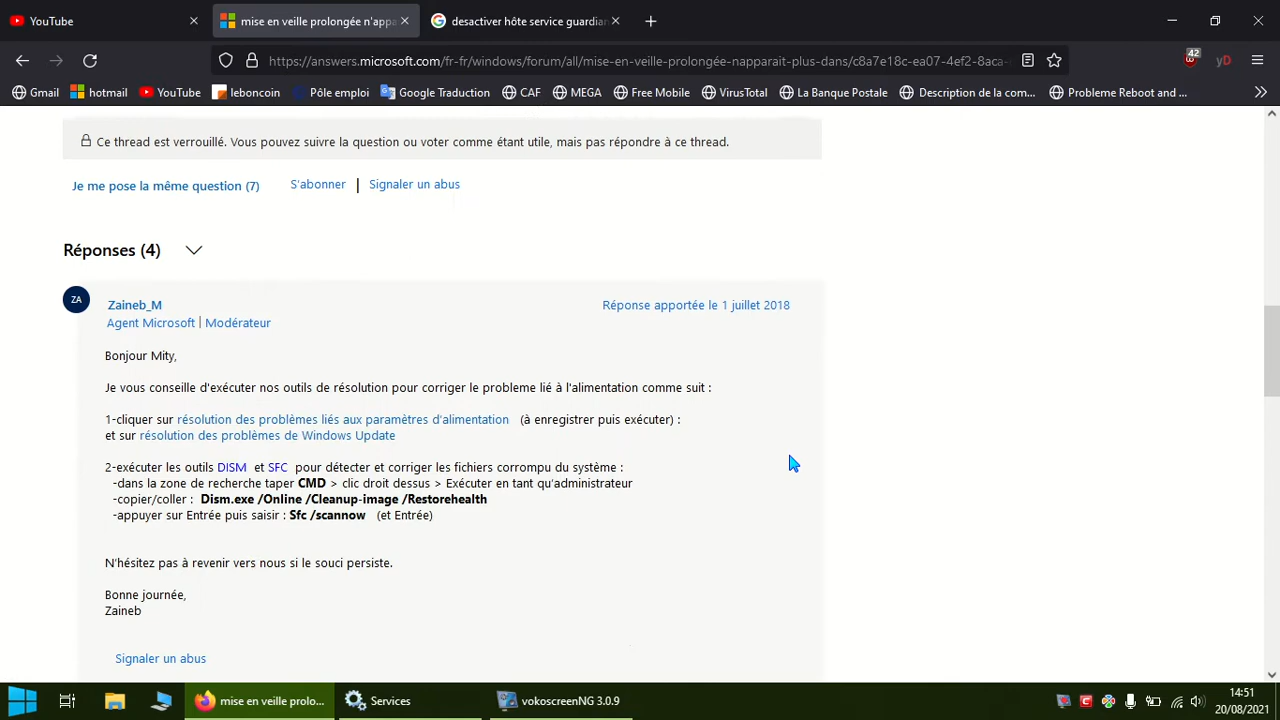 YouTube
mise en veille prolongée n'appa
desactiver hôte service guardian
https://answers.microsoft.com/fr-fr/windows/forum/all/mise-en-veille-prolongée-napparait-plus-dans/c8a7e18c-ea07-4ef2-8aca-
42
yD
Gmail
hotmail
YouTube
leboncoin
Pôle emploi
Google Traduction
CAF
MEGA
Free Mobile
VirusTotal
La Banque Postale
Description de la com...
Probleme Reboot and ...
Ce thread est verrouillé. Vous pouvez suivre la question ou voter comme étant utile, mais pas répondre à ce thread.
Je me pose la même question (7)
S'abonner | Signaler un abus
Réponses (4)
ZA
Zaineb_M
Réponse apportée le 1 juillet 2018
Agent Microsoft | Modérateur
Bonjour Mity,
Je vous conseille d'exécuter nos outils de résolution pour corriger le probleme lié à l'alimentation comme suit :
1-cliquer sur résolution des problèmes liés aux paramètres d'alimentation (à enregistrer puis exécuter) :
et sur résolution des problèmes de Windows Update
2-exécuter les outils DISM et SFC pour détecter et corriger les fichiers corrompu du système :
-dans la zone de recherche taper CMD > clic droit dessus > Exécuter en tant qu'administrateur
-copier/coller : Dism.exe /Online /Cleanup-image /Restorehealth
-appuyer sur Entrée puis saisir : Sfc /scannow (et Entrée)
N'hésitez pas à revenir vers nous si le souci persiste.
Bonne journée,
Zaineb
Signaler un abus
mise en veille prolo...
Services
vokoscreenNG 3.0.9
14:51
20/08/2021